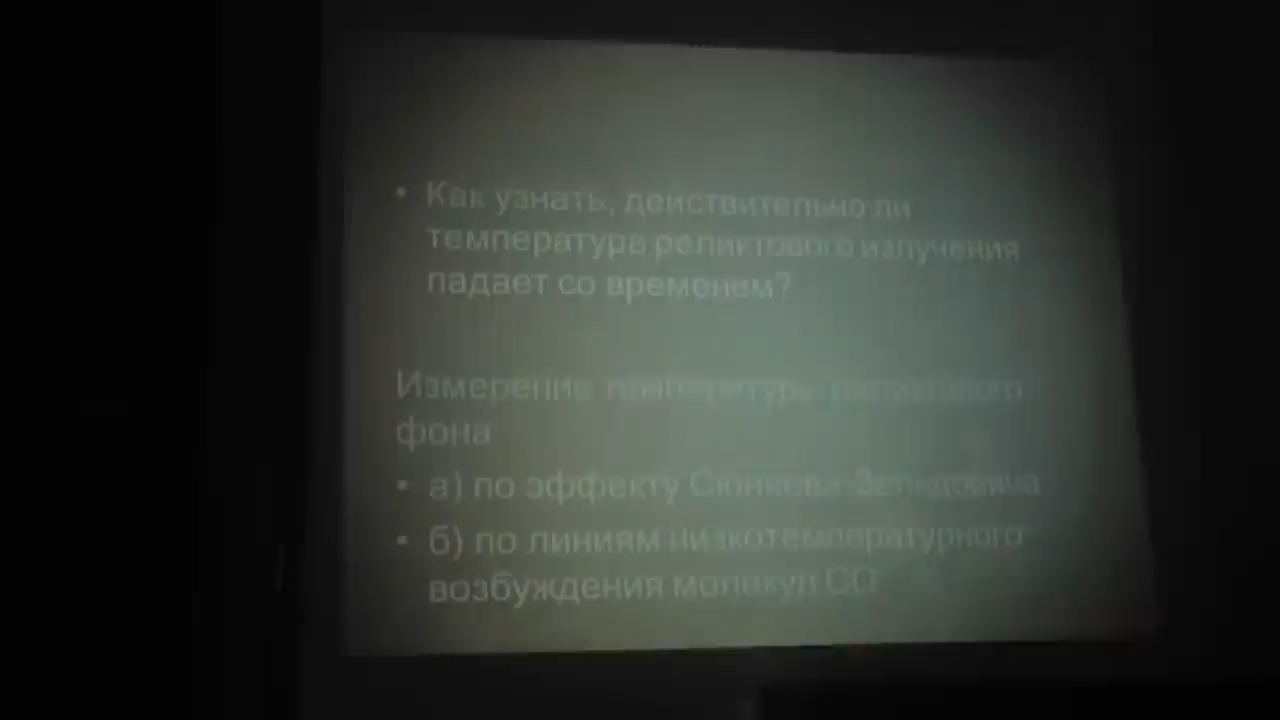 • Как узнать, действительно ли
температура реликтового излучения
падает со временем?
Измерение температуры реликтового
фона
• а) по эффекту Сюняева-Зельдовича
• б) по линиям низкотемпературного
возбуждения молекул СО